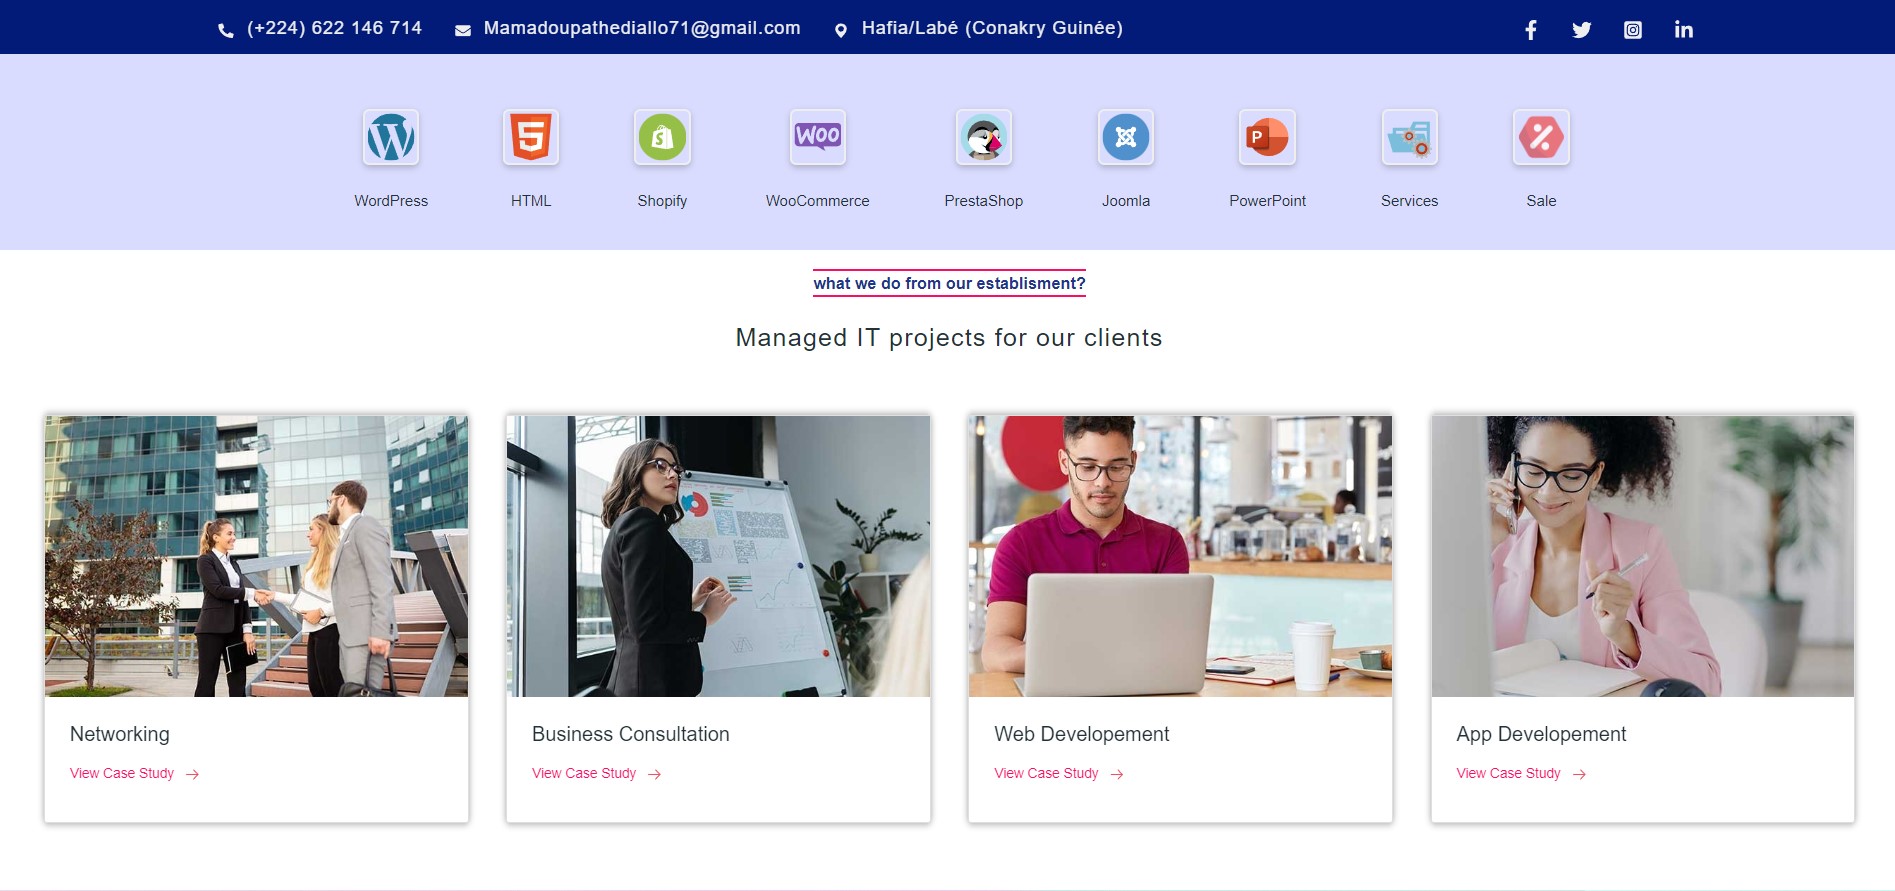 (+224) 622 146 714 Mamadoupathediallo71@gmail.com Hafia/Labé (Conakry Guinée)
WOO
P
WordPress HTML Shopify WooCommerce PrestaShop Joomla PowerPoint Services Sale
what we do from our establisment?
Managed IT projects for our clients
Networking Business Consultation Web Developement App Developement
View Case Study View Case Study View Case Study View Case Study